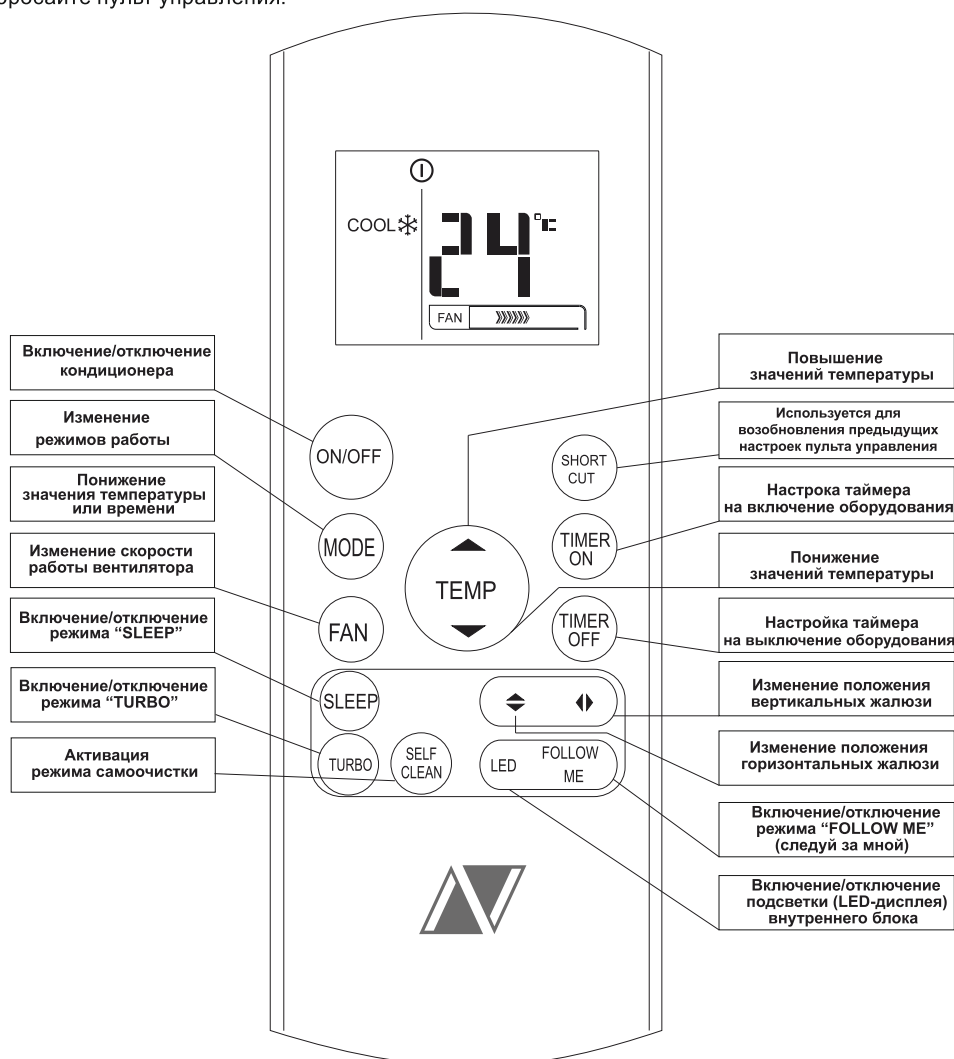 бросайте пульт управления.
COOL
24 °C
FAN
Включение/отключение
кондиционера
Изменение
режимов работы
Понижение
значения температуры
или времени
Изменение скорости
работы вентилятора
Включение/отключение
режима “SLEEP”
Включение/отключение
режима “TURBO”
Активация
режима самоочистки
ON/OFF
MODE
FAN
SLEEP
TURBO
SELF
CLEAN
TEMP
SHORT
CUT
TIMER
ON
TIMER
OFF
LED
FOLLOW
ME
Повышение
значений температуры
Используется для
возобновления предыдущих
настроек пульта управления
Настрока таймера
на включение оборудования
Понижение
значений температуры
Настройка таймера
на выключение оборудования
Изменение положения
вертикальных жалюзи
Изменение положения
горизонтальных жалюзи
Включение/отключение
режима “FOLLOW ME”
(следуй за мной)
Включение/отключение
подсветки (LED-дисплея)
внутреннего блока